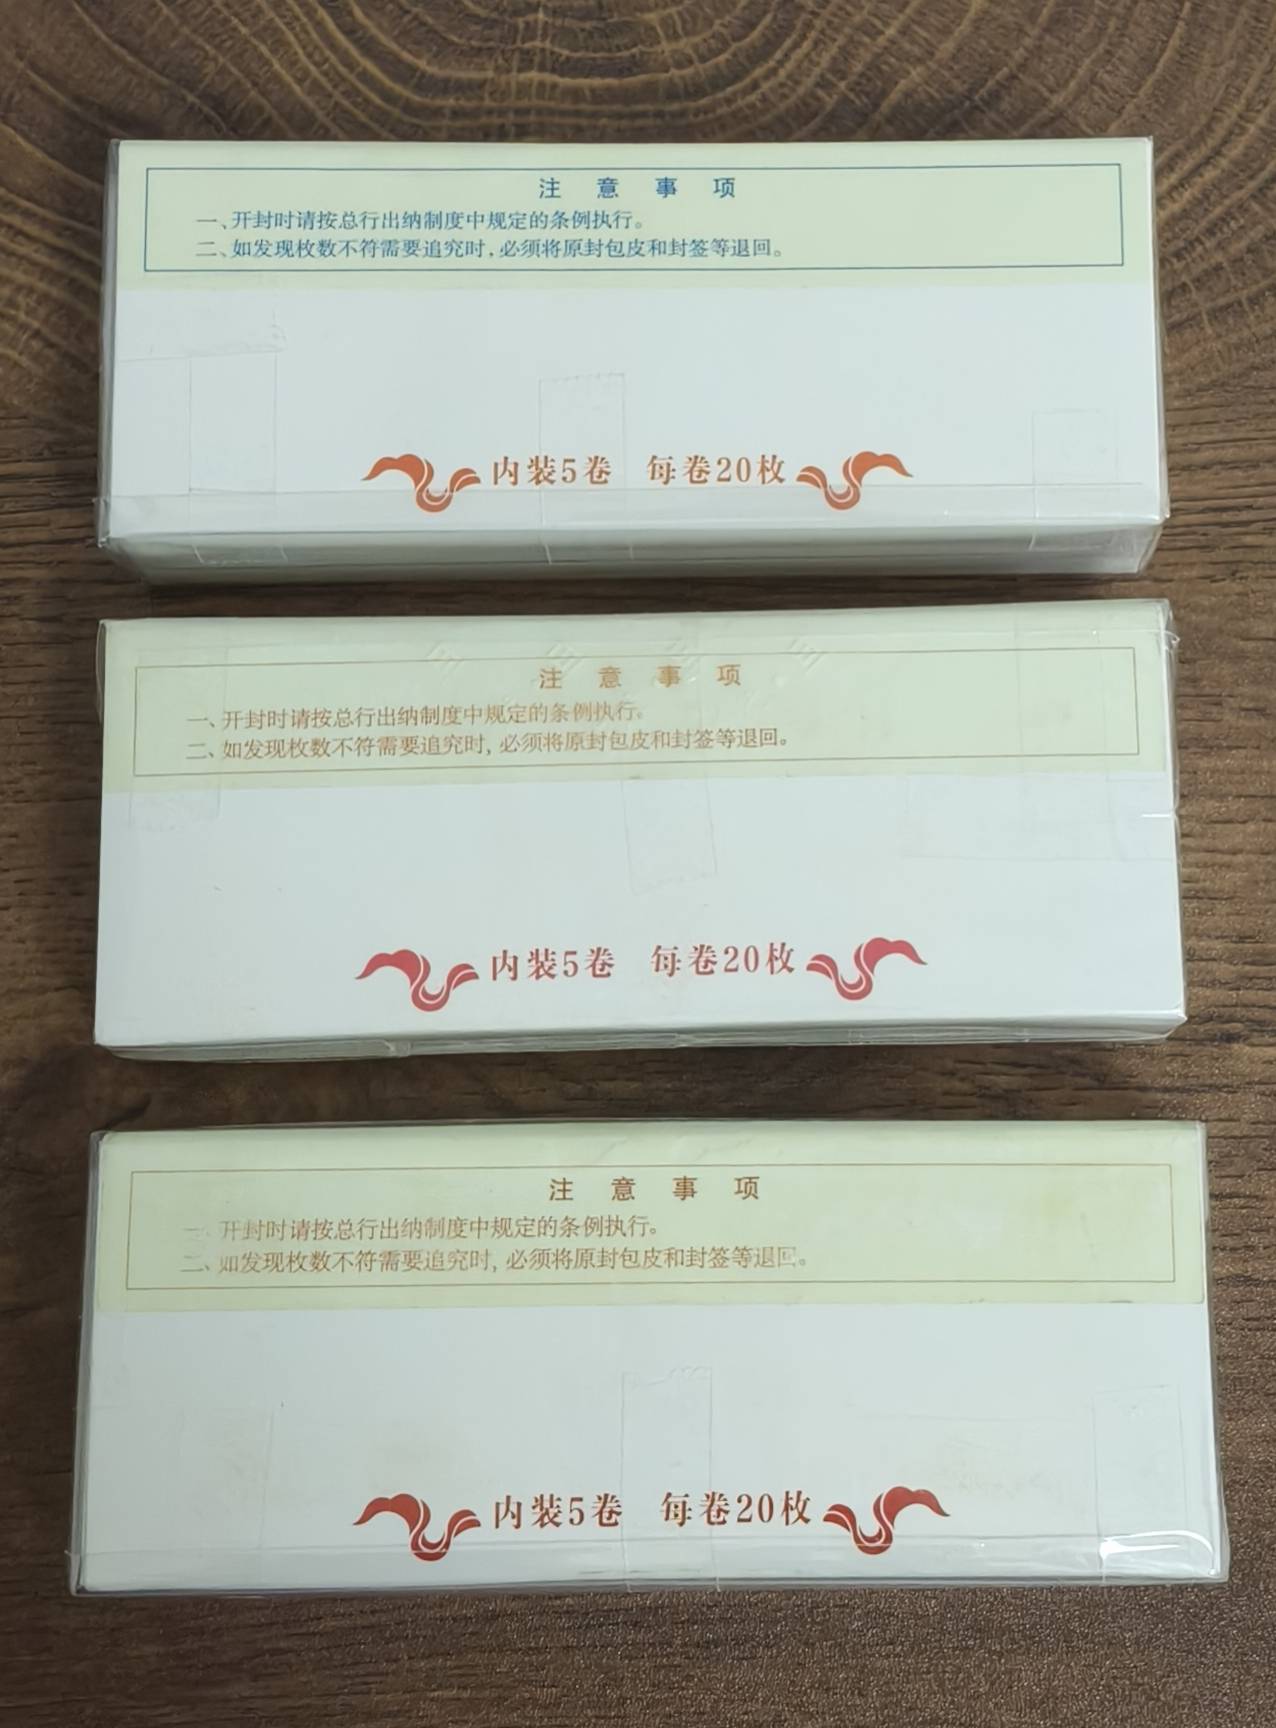 注 意 事 项
一、开封时请按总行出纳制度中规定的条例执行。
二、如发现枚数不符需要追究时,必须将原封包皮和封签等退回。
内装5卷 每卷20枚
注 意 事 项
一、开封时请按总行出纳制度中规定的条例执行。
二、如发现枚数不符需要追究时,必须将原封包皮和封签等退回。
内装5卷 每卷20枚
注 意 事 项
一、开封时请按总行出纳制度中规定的条例执行。
二、如发现枚数不符需要追究时,必须将原封包皮和封签等退回。
内装5卷 每卷20枚